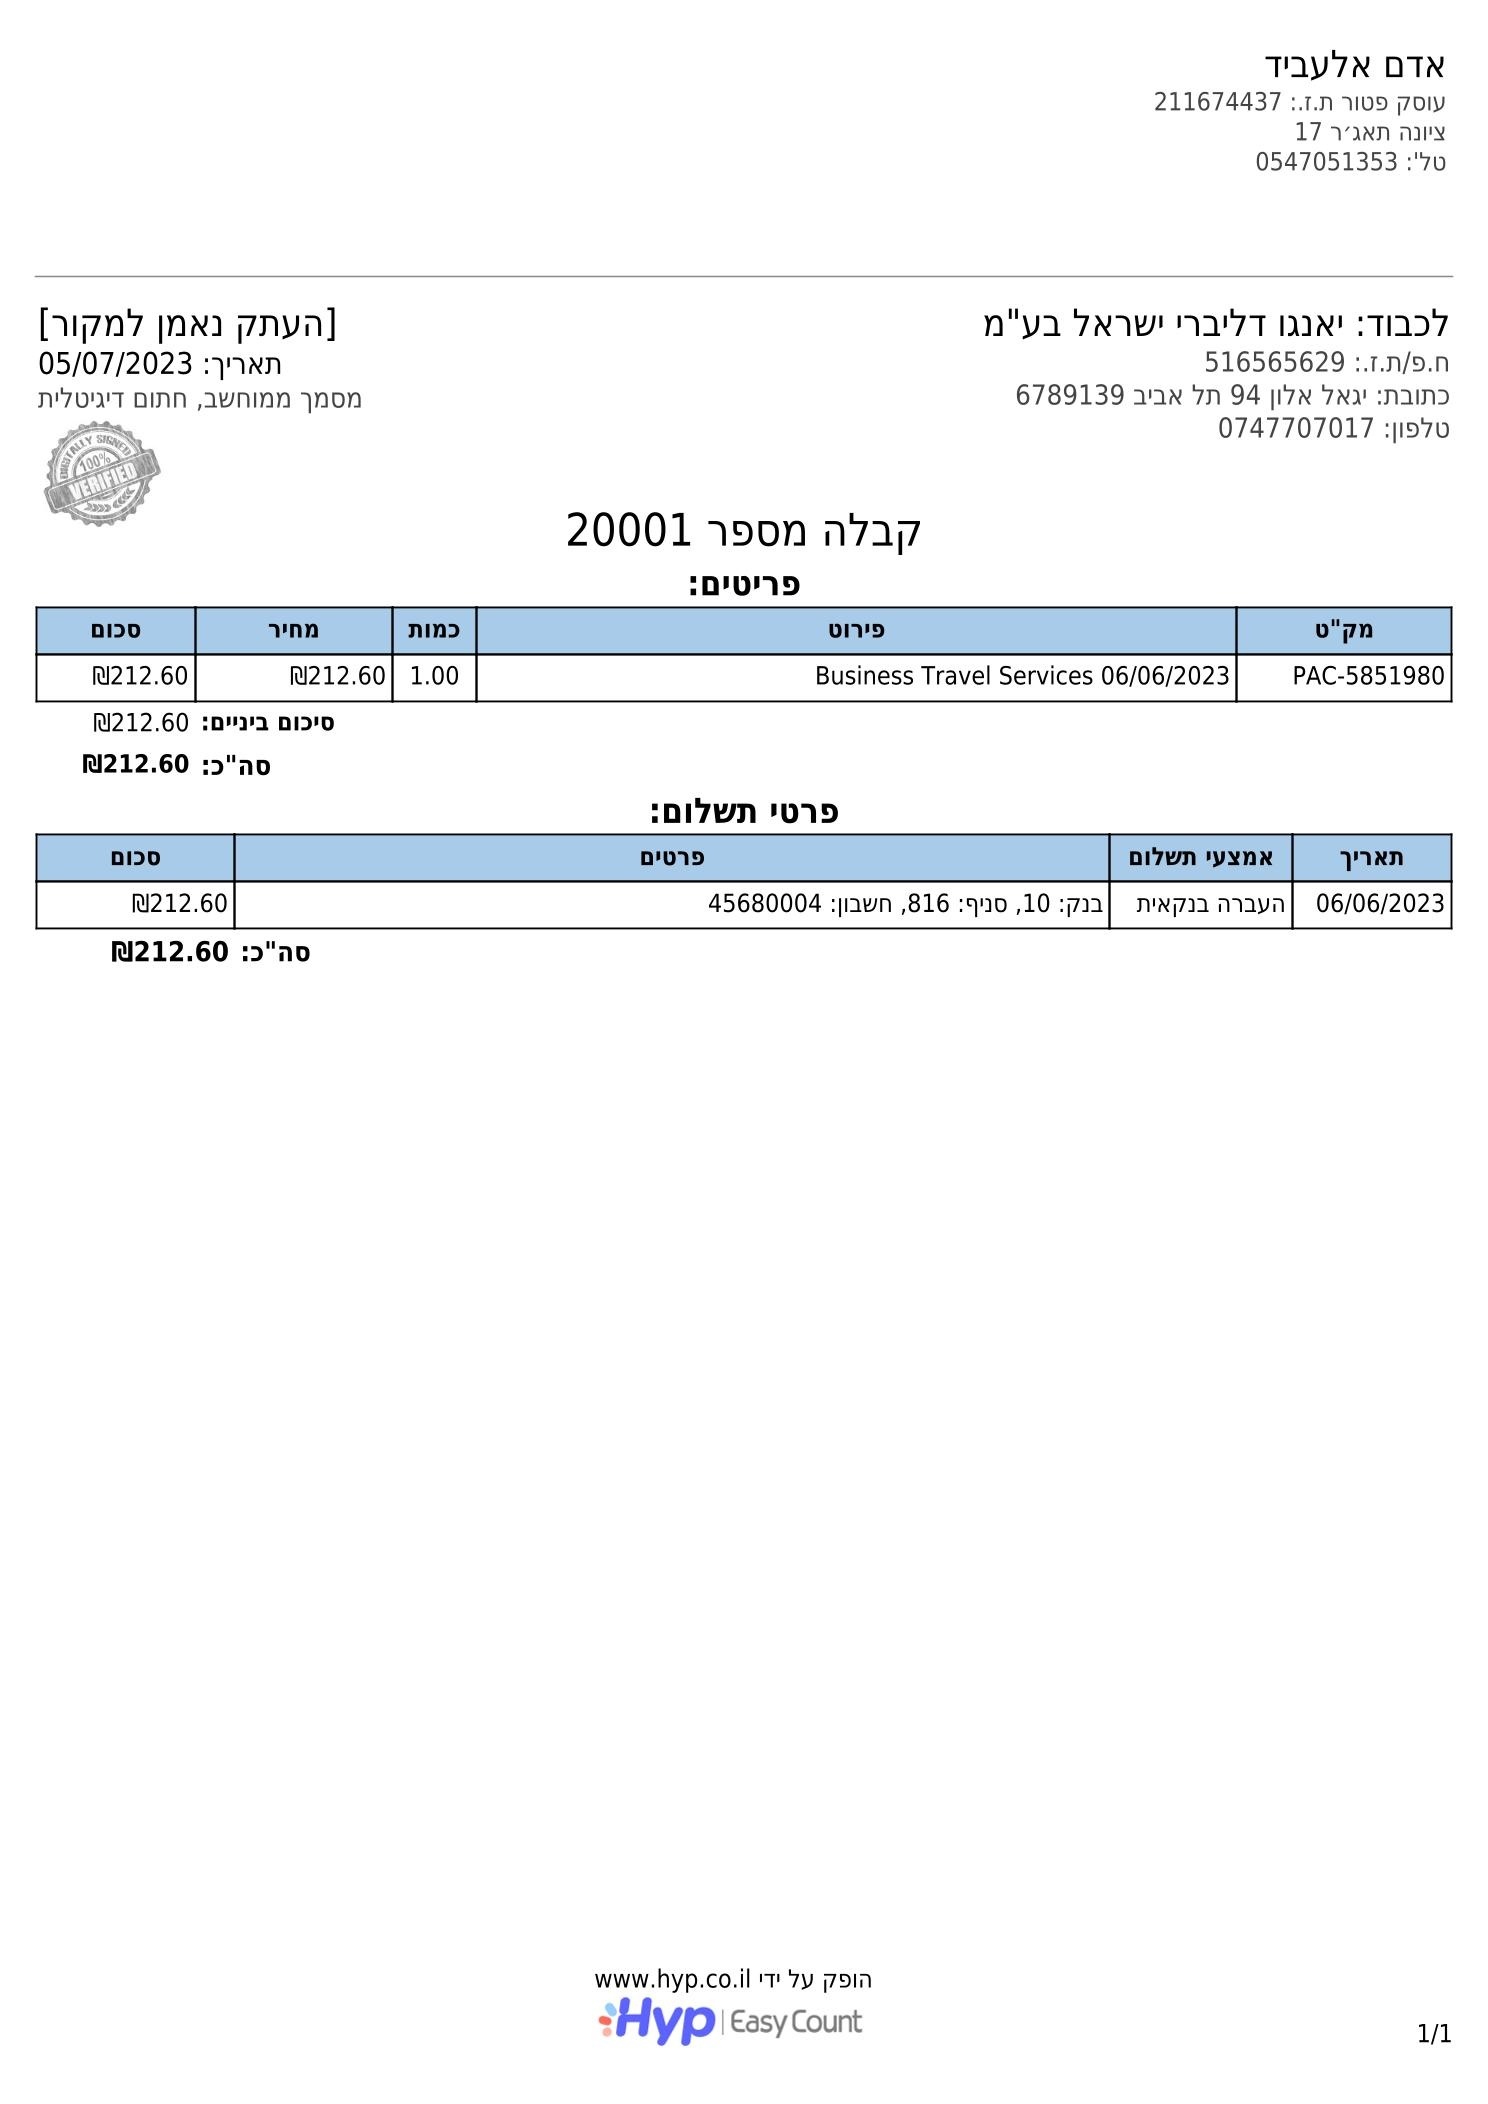 אדם אלעביד
עוסק פטור ת.ז.: 211674437
ציונה תאג׳ר 17
טל': 0547051353
לכבוד: יאנגו דליברי ישראל בע"מ
ח.פ/ת.ז.: 516565629
כתובת: יגאל אלון 94 תל אביב 6789139
טלפון: 0747707017
[העתק נאמן למקור]
תאריך: 05/07/2023
מסמך ממוחשב, חתום דיגיטלית
DIGITALLY SIGNED
100%
VERIFIED
קבלה מספר 20001
פריטים:
מק"ט פירוט כמות מחיר סכום
PAC-5851980 Business Travel Services 06/06/2023 1.00 ₪212.60 ₪212.60
סיכום ביניים: ₪212.60
סה"כ: ₪212.60
פרטי תשלום:
תאריך אמצעי תשלום פרטים סכום
06/06/2023 העברה בנקאית בנק: 10, סניף: 816, חשבון: 45680004 ₪212.60
סה"כ: ₪212.60
הופק על ידי www.hyp.co.il
Hyp | Easy Count
1/1